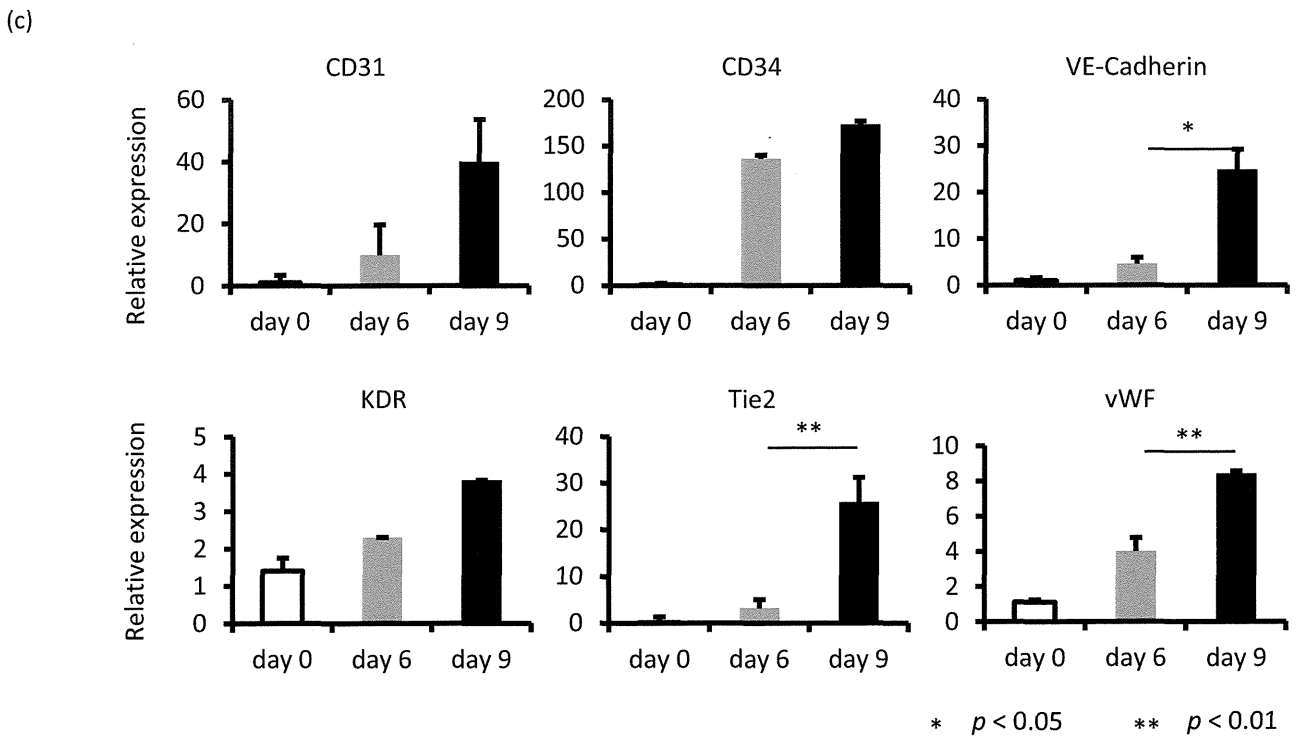 (c)
CD31 CD34 VE-Cadherin
Relative expression
60 40 20 0
200 150 100 50 0
40 30 20 10 0
*
day 0 day 6 day 9 day 0 day 6 day 9 day 0 day 6 day 9
KDR Tie2 vWF
Relative expression
5 4 3 2 1 0
40 30 20 10 0
**
10 8 6 4 2 0
**
day 0 day 6 day 9 day 0 day 6 day 9 day 0 day 6 day 9
* p < 0.05 ** p < 0.01